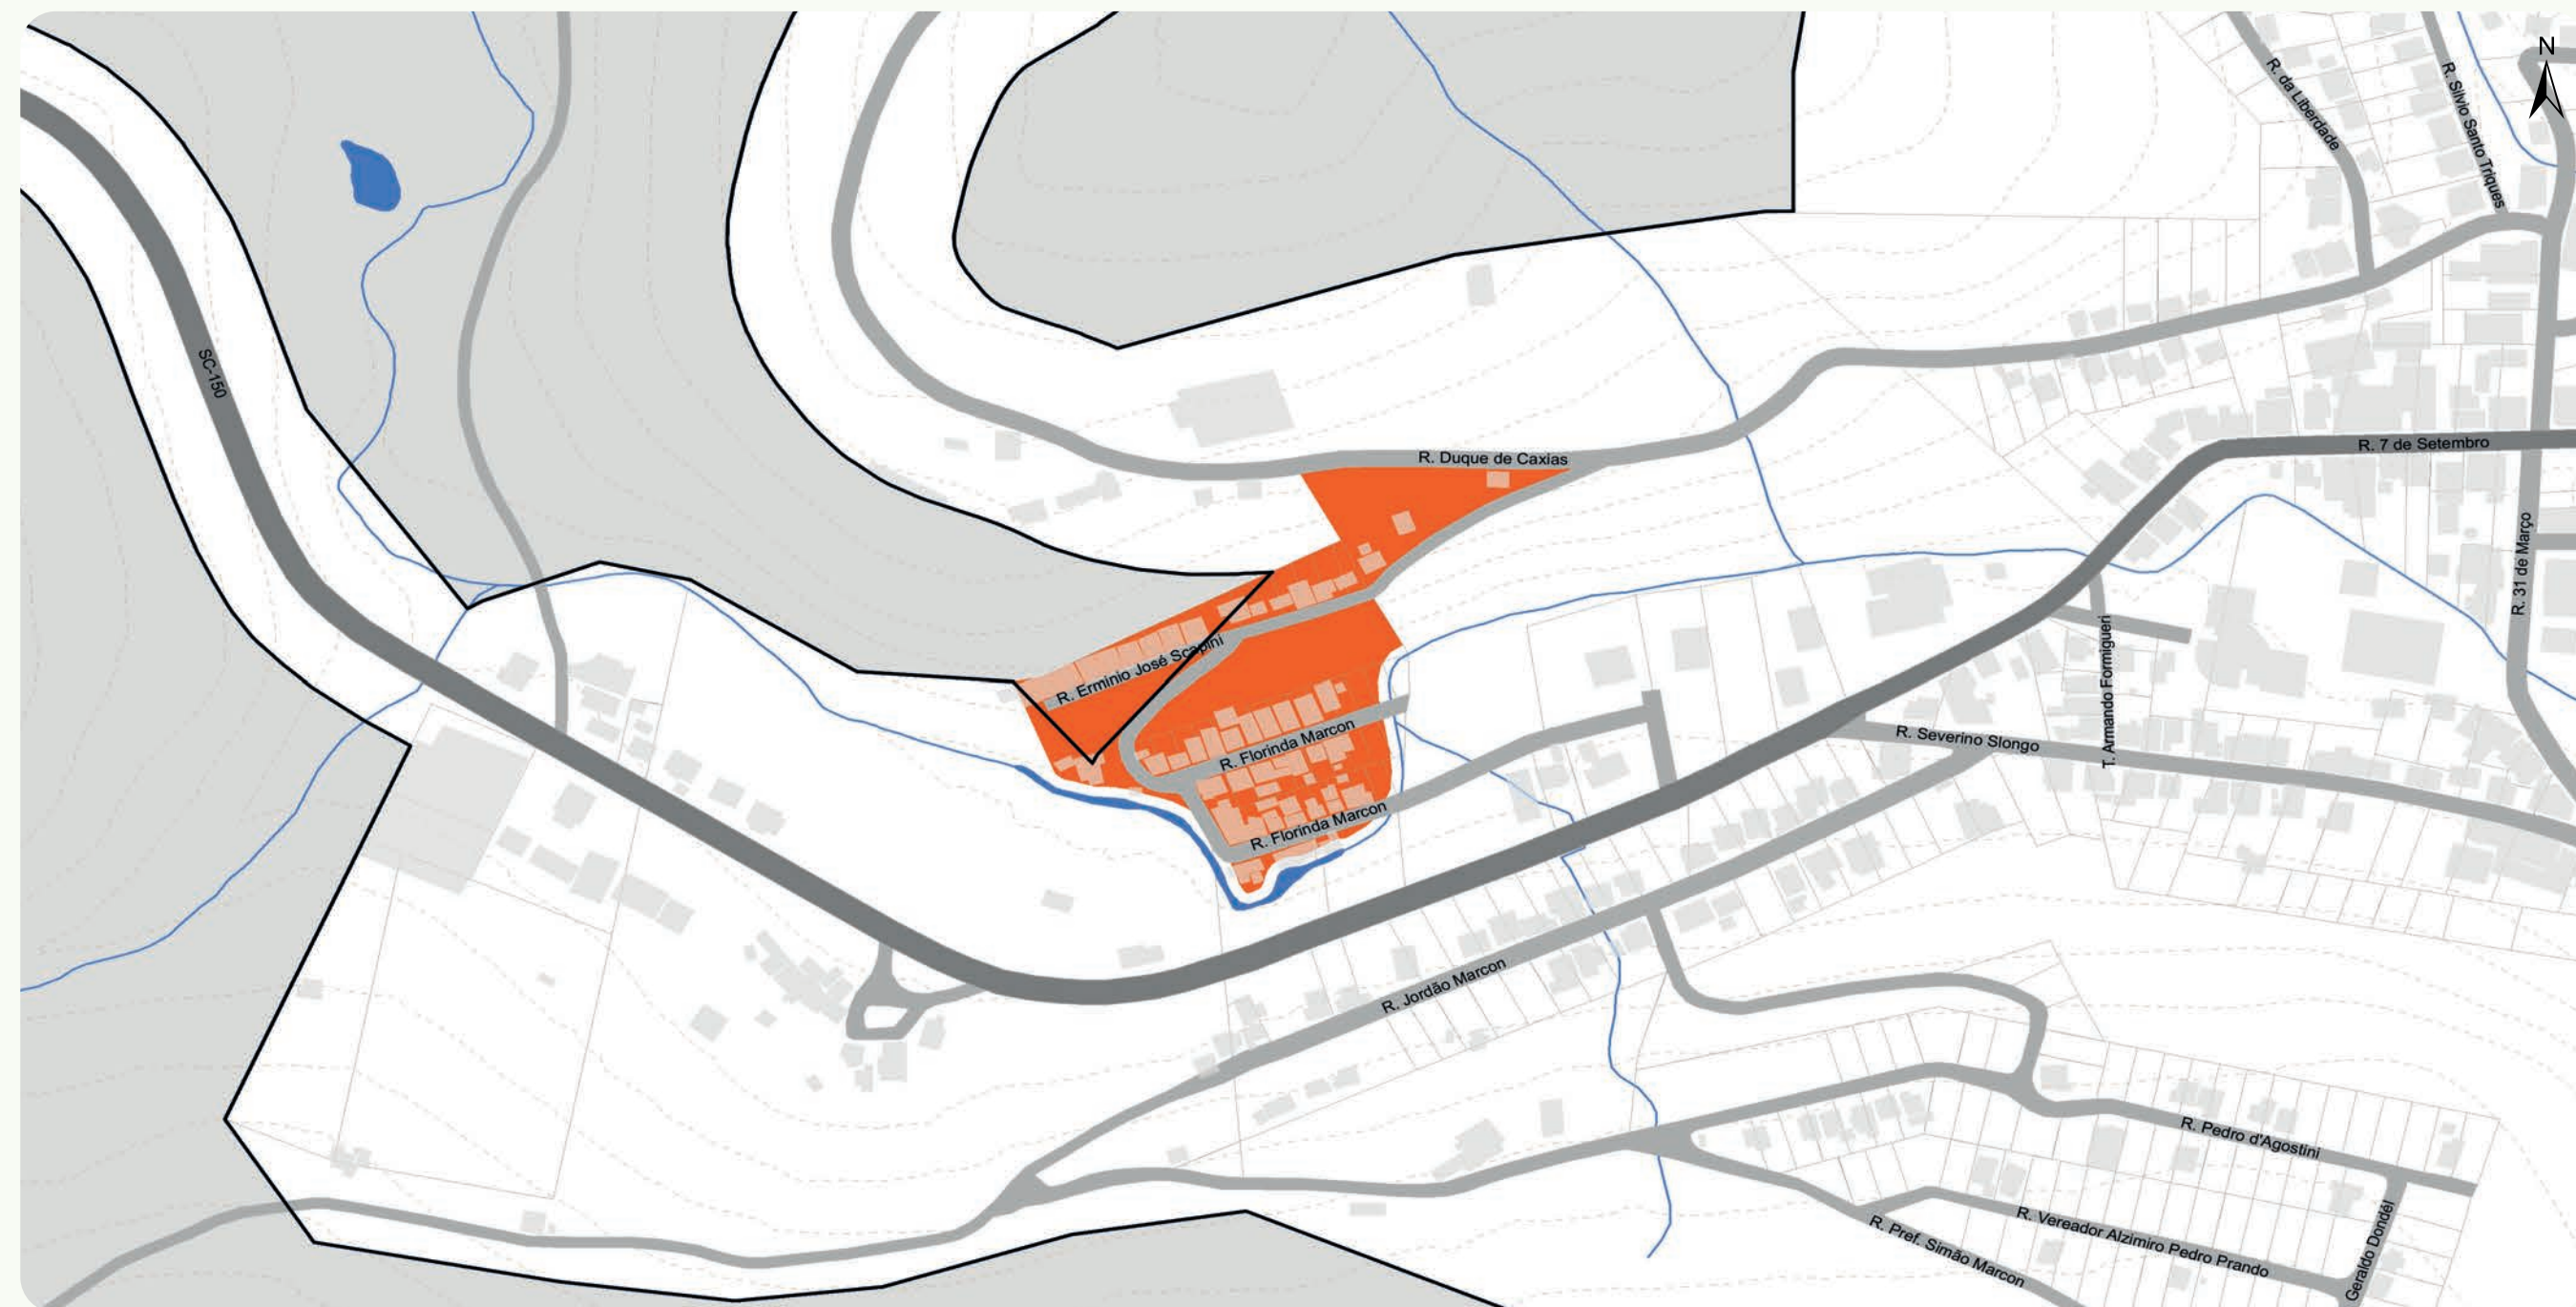 N
R. da Liberdade
R. Silvio Santo Triques
SC-150
R. 7 de Setembro
R. Duque de Caxias
R. 31 de Março
R. Erminio José Scapini
T. Armando Formigueri
R. Florinda Marcon
R. Severino Slongo
R. Florinda Marcon
R. Jordão Marcon
R. Pedro d'Agostini
R. Vereador Alzimiro Pedro Prando
R. Pref. Simão Marcon
Geraldo Dondél